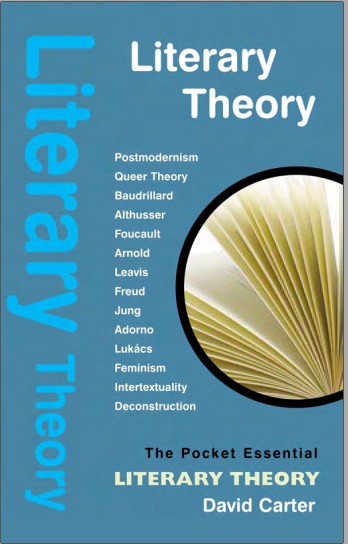 Literary Theory
Literary
Theory
Postmodernism
Queer Theory
Baudrillard
Althusser
Foucault
Arnold
Leavis
Freud
Jung
Adorno
Lukács
Feminism
Intertextuality
Deconstruction
The Pocket Essential
LITERARY THEORY
David Carter